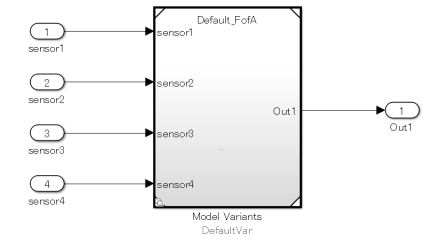 Default_FofA
1
sensor1
sensor1
2
sensor2
sensor2
Out1
1
Out1
3
sensor3
sensor3
4
sensor4
sensor4
Model Variants
DefaultVar